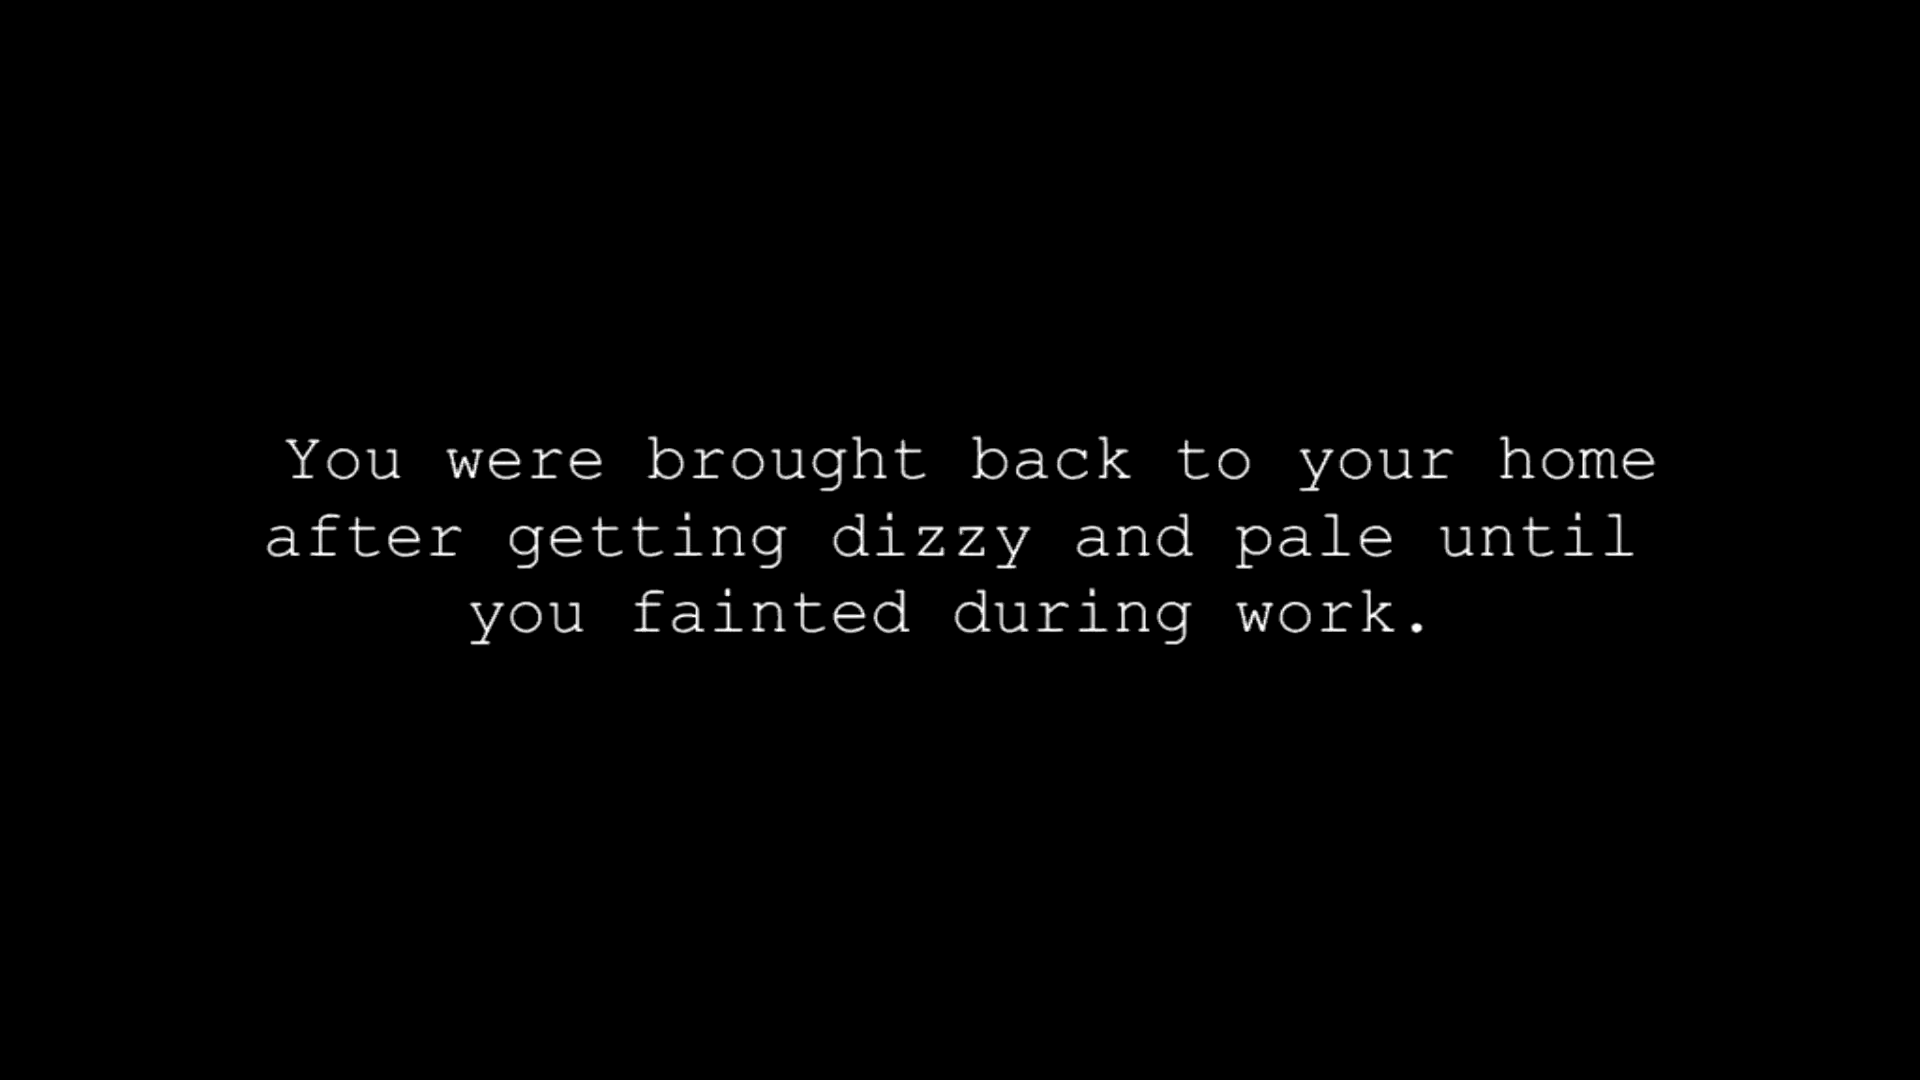 You were brought back to your home
after getting dizzy and pale until
you fainted during work.